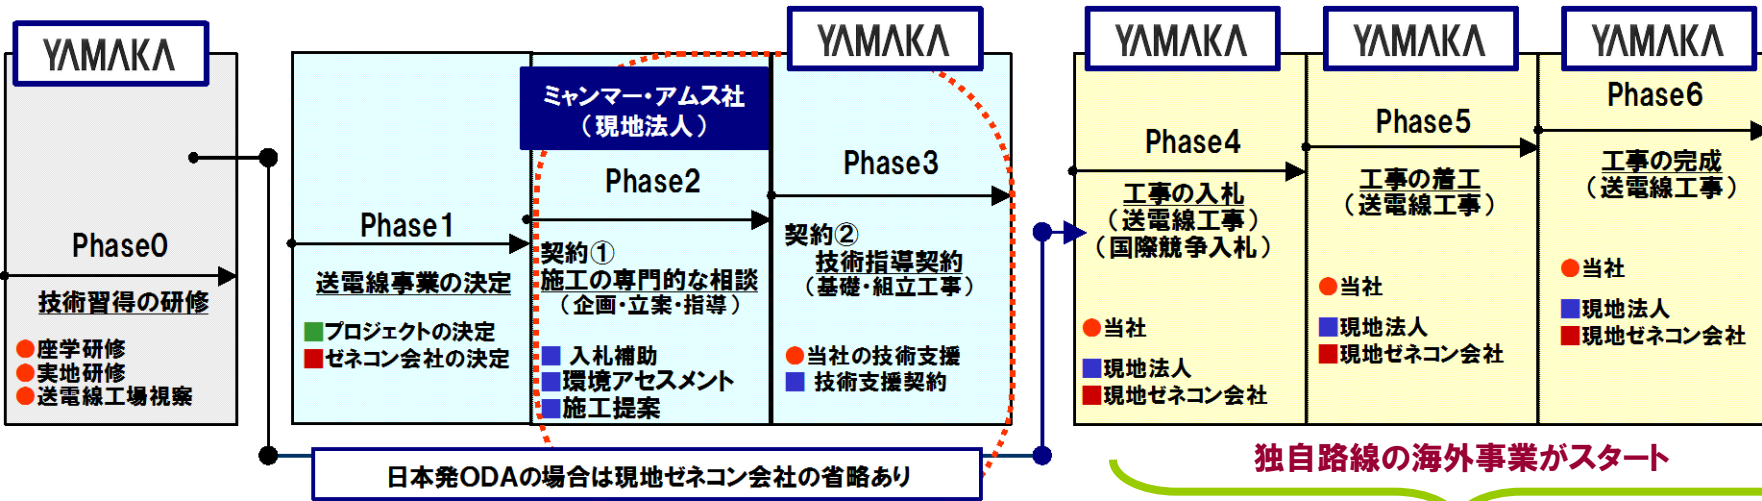 YAMAKA
Phase0
技術習得の研修
●座学研修
●実地研修
●送電線工場視察
Phase1
送電線事業の決定
■プロジェクトの決定
■ゼネコン会社の決定
ミャンマー・アムス社
（現地法人）
Phase2
契約①
施工の専門的な相談
（企画・立案・指導）
■ 入札補助
■環境アセスメント
■施工提案
YAMAKA
Phase3
契約②
技術指導契約
（基礎・組立工事）
●当社の技術支援
■ 技術支援契約
日本発ODAの場合は現地ゼネコン会社の省略あり
YAMAKA
Phase4
工事の入札
（送電線工事）
（国際競争入札）
●当社
■現地法人
■現地ゼネコン会社
YAMAKA
Phase5
工事の着工
（送電線工事）
●当社
■現地法人
■現地ゼネコン会社
YAMAKA
Phase6
工事の完成
（送電線工事）
●当社
■現地法人
■現地ゼネコン会社
独自路線の海外事業がスタート